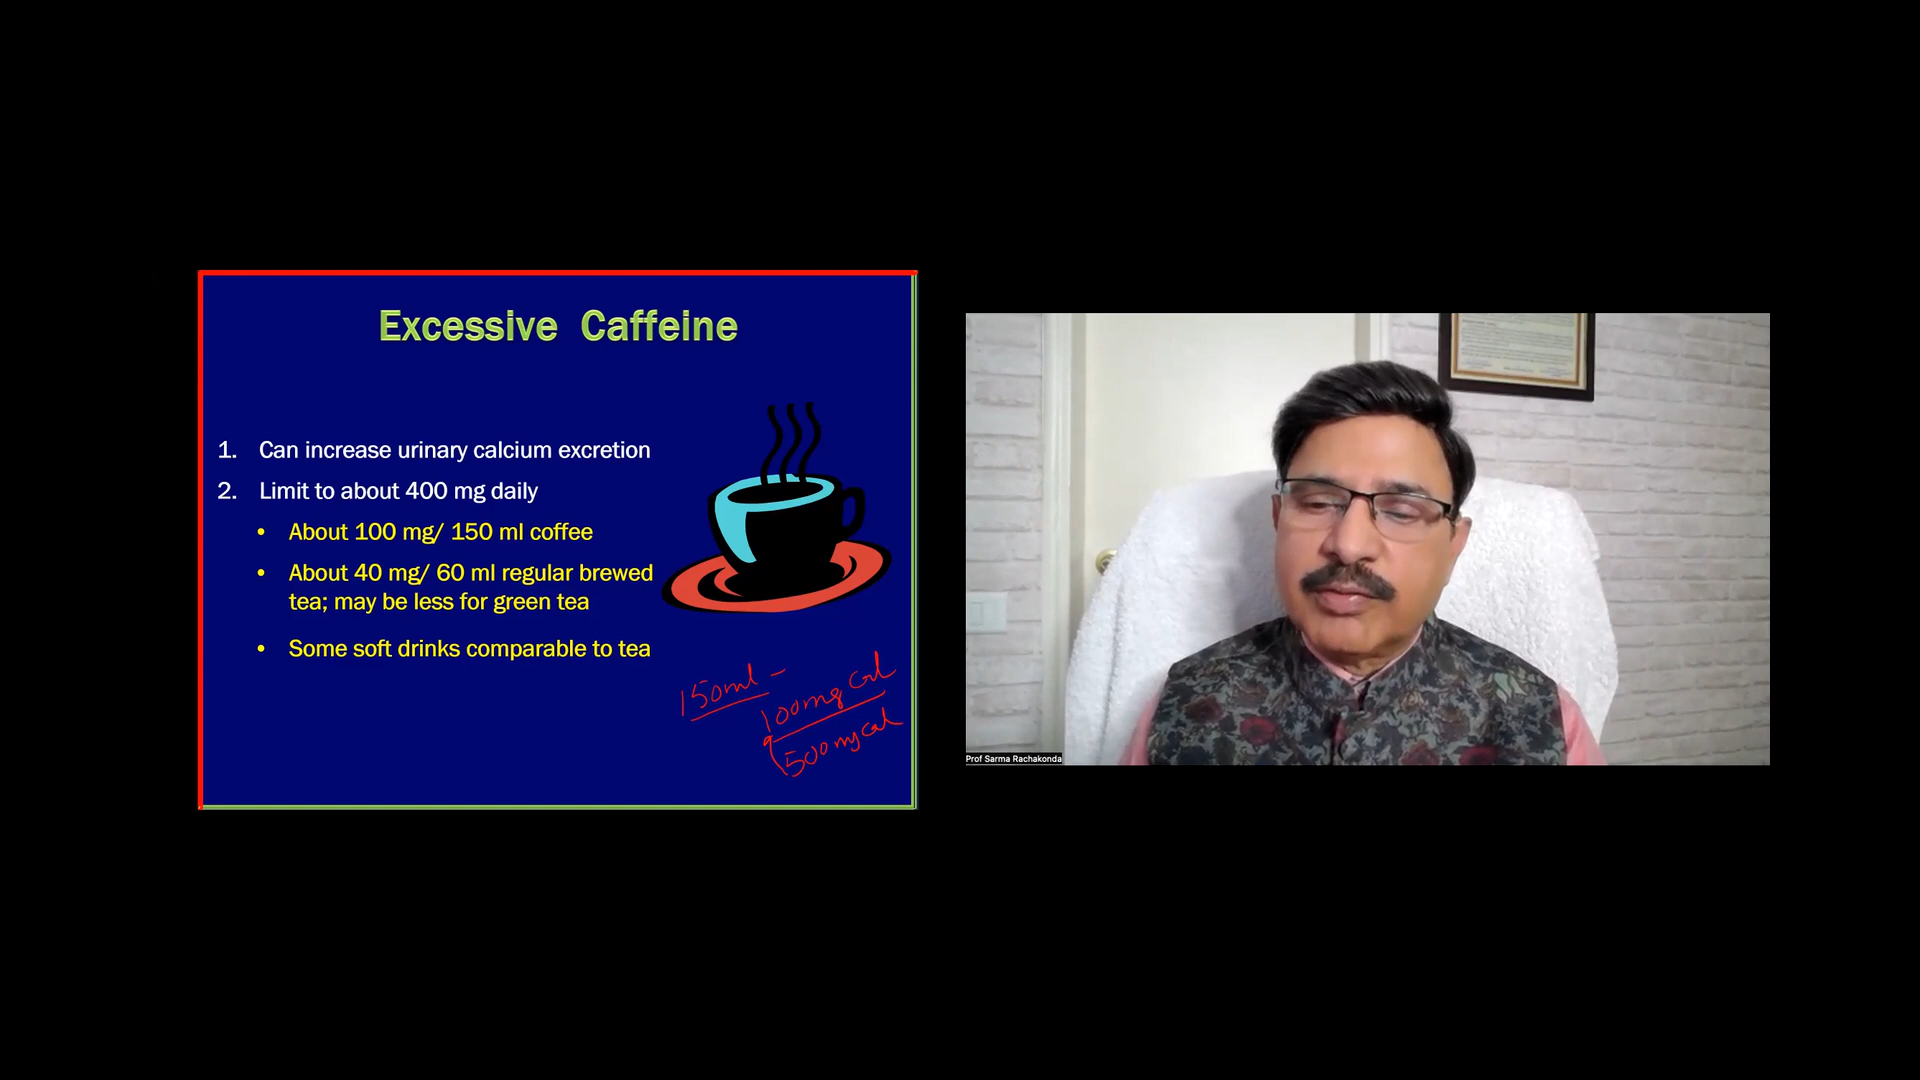 Excessive Caffeine
1. Can increase urinary calcium excretion
2. Limit to about 400 mg daily
• About 100 mg/ 150 ml coffee
• About 40 mg/ 60 ml regular brewed
tea; may be less for green tea
• Some soft drinks comparable to tea
150ml -
100mg Cal
500 mg cal
Prof Sarma Rachakonda